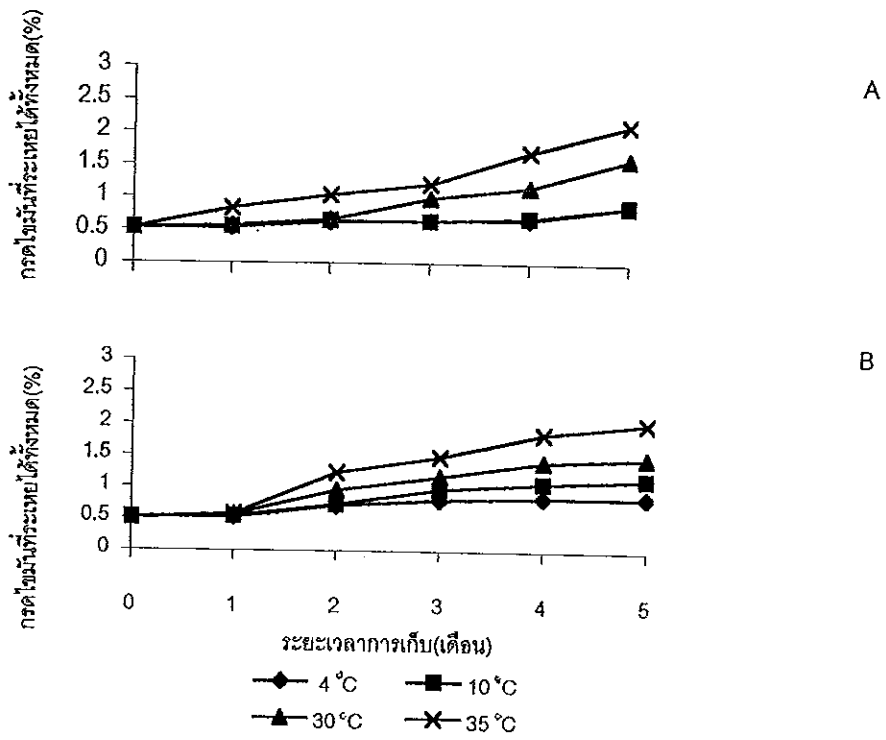 กรดไขมันที่ระเหยได้ทั้งหมด(%)
3
2.5
2
1.5
1
0.5
0
A
กรดไขมันที่ระเหยได้ทั้งหมด(%)
3
2.5
2
1.5
1
0.5
0
B
0 1 2 3 4 5
ระยะเวลาการเก็บ(เดือน)
4 °C 10 °C
30 °C 35 °C